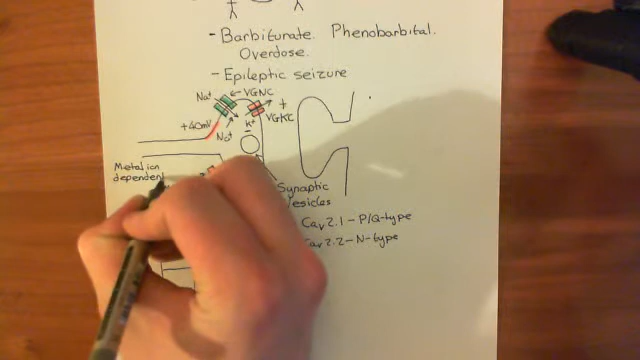 - Barbiturate. Phenobarbital.
Overdose.
- Epileptic seizure
Na+ ← VGNC
+
VGKC
+40mV
Na+
K+
Metal ion
dependent
Synaptic
vesicles
Cav2.1 - P/Q-type
Cav2.2 - N-type